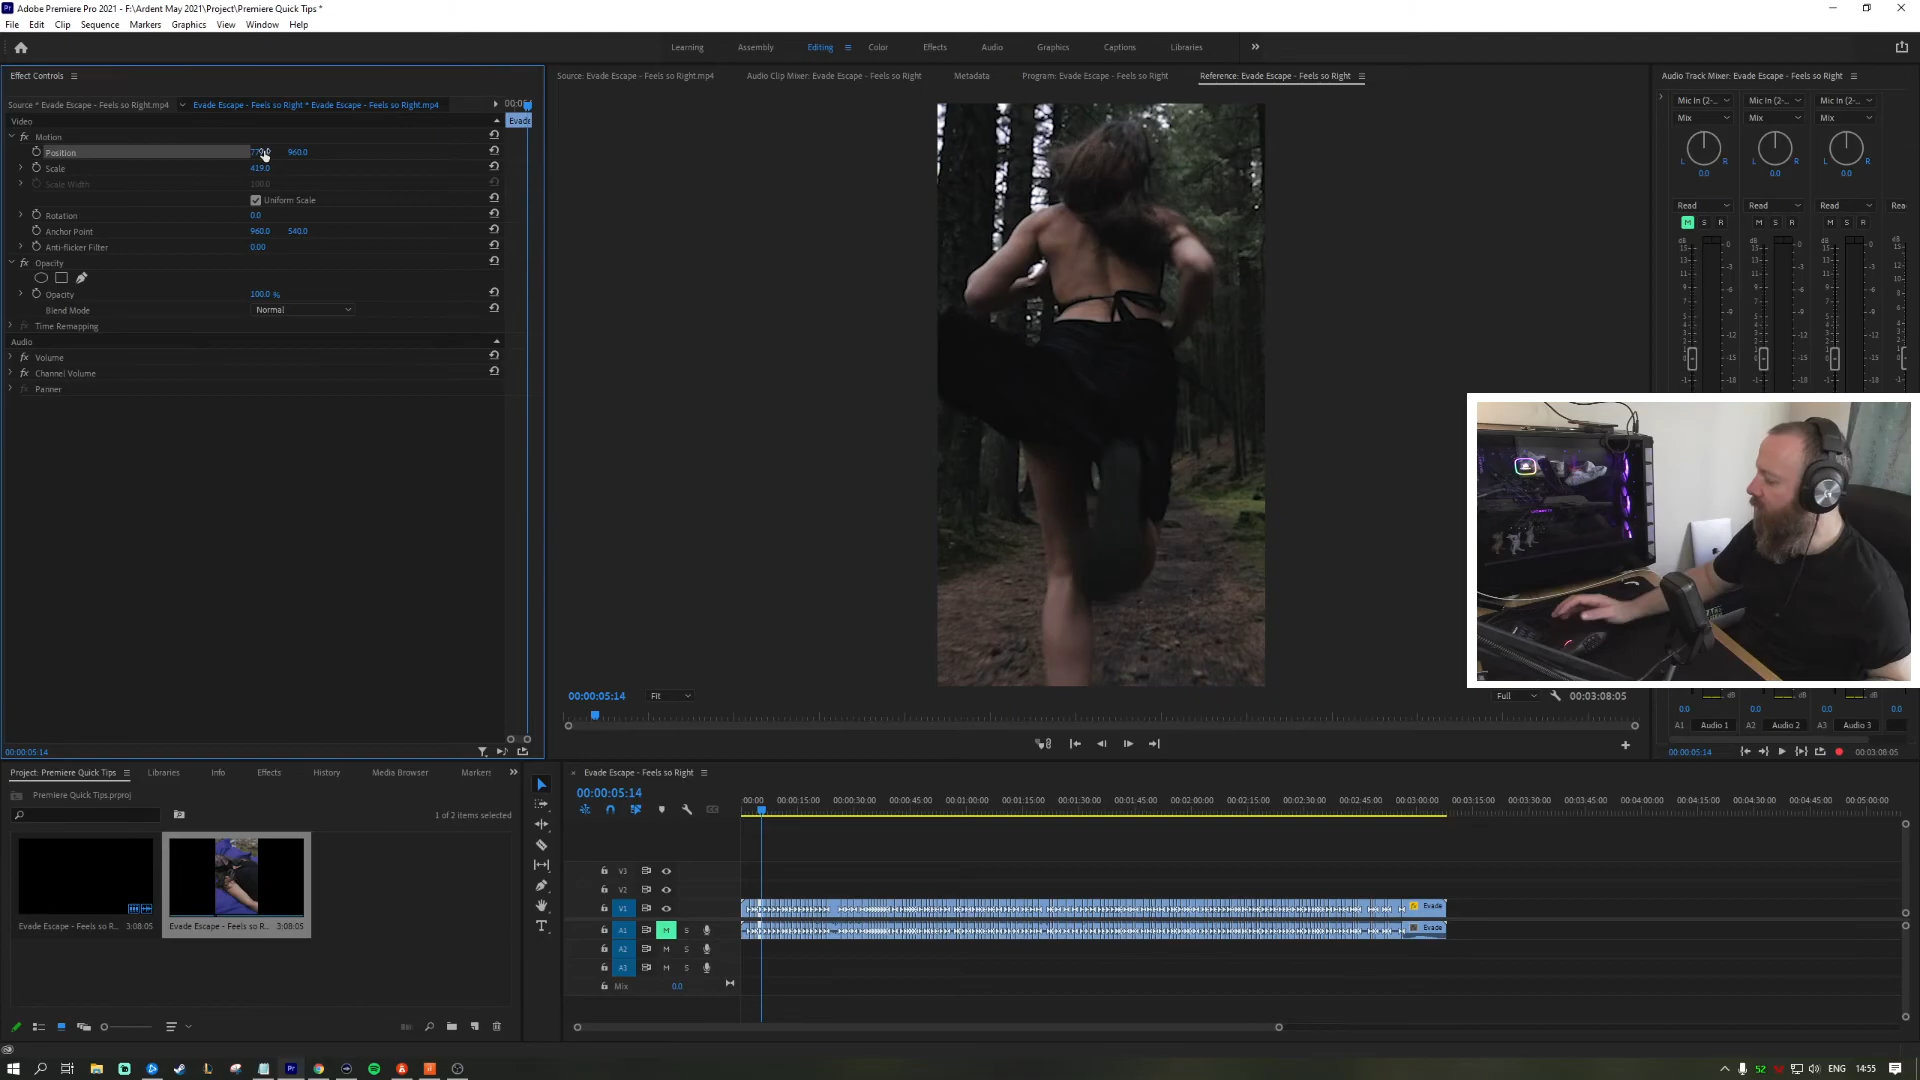 Adobe Premiere Pro 2021 - F:\Ardent May 2021\Project\Premiere Quick Tips *
File Edit Clip Sequence Markers Graphics View Window Help
Learning Assembly Editing Color Effects Audio Graphics Captions Libraries
Effect Controls
Source * Evade Escape - Feels so Right.mp4
Evade Escape - Feels so Right * Evade Escape - Feels so Right.mp4
Video
Evade
Motion
Position 960.0
Scale 419.0
Scale Width 100.0
Uniform Scale
Rotation 0.0
Anchor Point 960.0 540.0
Anti-flicker Filter 0.00
Opacity
Opacity 100.0 %
Blend Mode Normal
Time Remapping
Audio
Volume
Channel Volume
Panner
00:00:05:14
Source: Evade Escape - Feels so Right.mp4 Audio Clip Mixer: Evade Escape - Feels so Right Metadata Program: Evade Escape - Feels so Right Reference: Evade Escape - Feels so Right
00:00:05:14 Fit Full 00:03:08:05
Audio Track Mixer: Evade Escape - Feels so Right
Mic In (2-... Mic In (2-... Mic In (2-...
Mix Mix Mix
L R L R L R
0.0 0.0 0.0
Read Read Read Rea
M S R M S R M S R
0.0 0.0 0.0 0.0
A1 Audio 1 A2 Audio 2 A3 Audio 3
00:00:05:14 00:03:08:05
Project: Premiere Quick Tips Libraries Info Effects History Media Browser Markers
Premiere Quick Tips.prproj
1 of 2 items selected
Evade Escape - Feels so R... 3:08:05 Evade Escape - Feels so R... 3:08:05
Evade Escape - Feels so Right
00:00:05:14
00:00 00:00:15:00 00:00:30:00 00:00:45:00 00:01:00:00 00:01:15:00 00:01:30:00 00:01:45:00 00:02:00:00 00:02:15:00 00:02:30:00 00:02:45:00 00:03:00:00 00:03:15:00 00:03:30:00 00:03:45:00 00:04:00:00 00:04:15:00 00:04:30:00 00:04:45:00 00:05:00:00
V3
V2
V1 Evade
A1 M S Evade
A2 M S
A3 M S
Mix 0.0
52 ENG 14:55